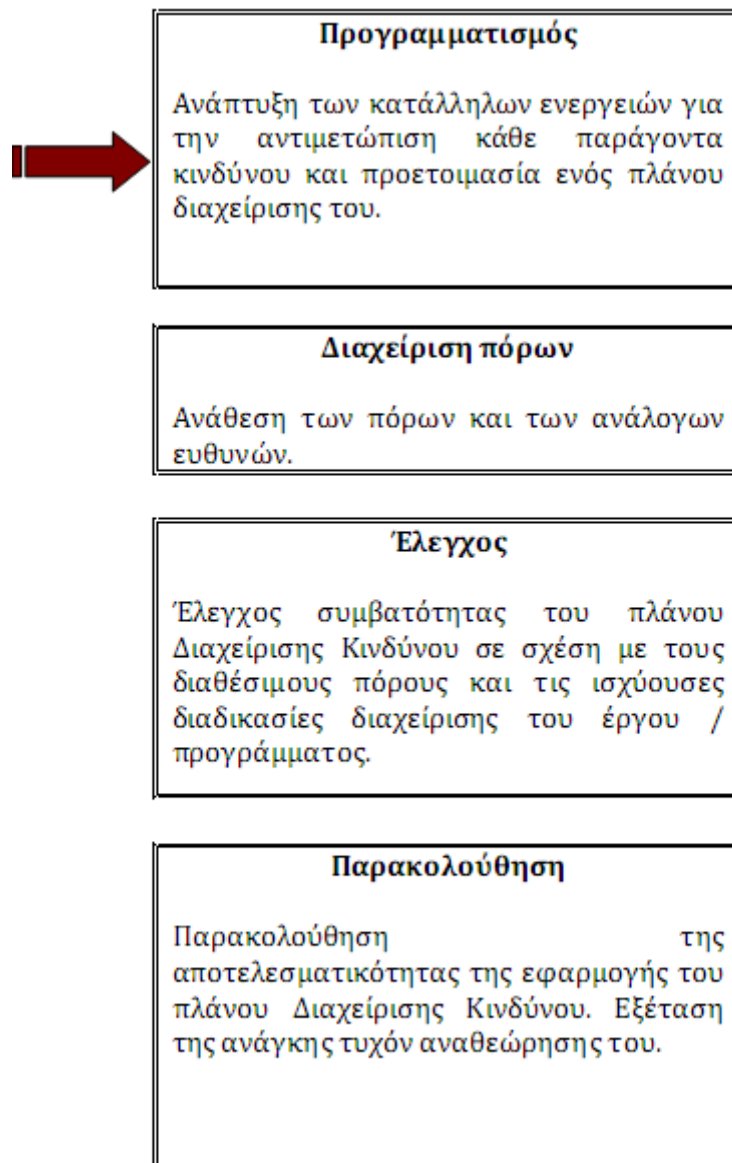 Προγραμματισμός
Ανάπτυξη των κατάλληλων ενεργειών για
την αντιμετώπιση κάθε παράγοντα
κινδύνου και προετοιμασία ενός πλάνου
διαχείρισης του.
Διαχείριση πόρων
Ανάθεση των πόρων και των ανάλογων
ευθυνών.
Έλεγχος
Έλεγχος συμβατότητας του πλάνου
Διαχείρισης Κινδύνου σε σχέση με τους
διαθέσιμους πόρους και τις ισχύουσες
διαδικασίες διαχείρισης του έργου /
προγράμματος.
Παρακολούθηση
Παρακολούθηση της
αποτελεσματικότητας της εφαρμογής του
πλάνου Διαχείρισης Κινδύνου. Εξέταση
της ανάγκης τυχόν αναθεώρησης του.